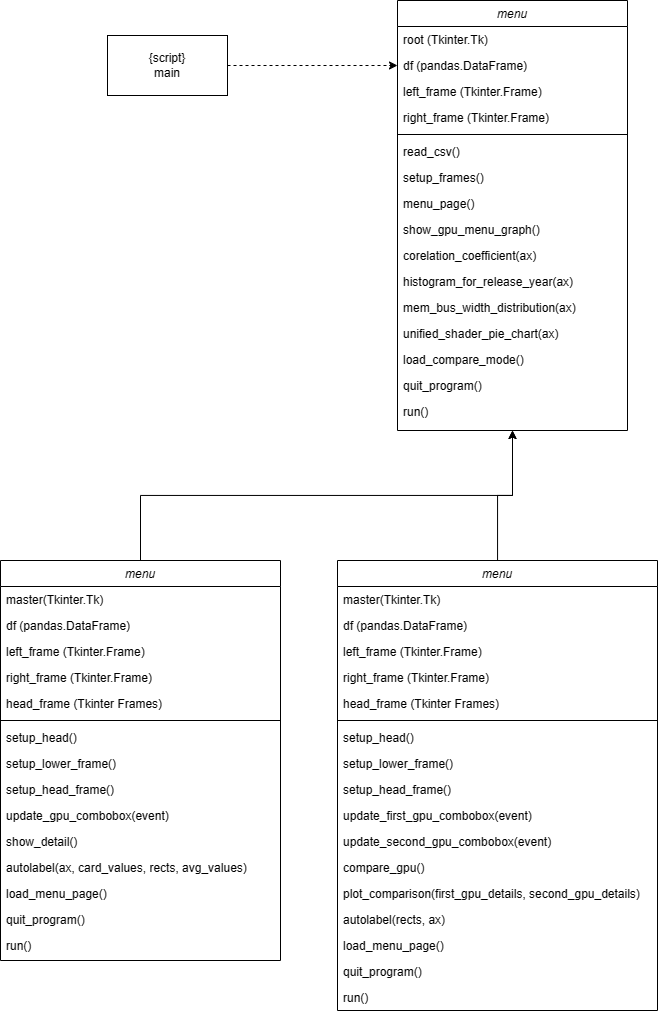 {script}
main
menu
root (Tkinter.Tk)
df (pandas.DataFrame)
left_frame (Tkinter.Frame)
right_frame (Tkinter.Frame)
read_csv()
setup_frames()
menu_page()
show_gpu_menu_graph()
corelation_coefficient(ax)
histogram_for_release_year(ax)
mem_bus_width_distribution(ax)
unified_shader_pie_chart(ax)
load_compare_mode()
quit_program()
run()
menu
master(Tkinter.Tk)
df (pandas.DataFrame)
left_frame (Tkinter.Frame)
right_frame (Tkinter.Frame)
head_frame (Tkinter Frames)
setup_head()
setup_lower_frame()
setup_head_frame()
update_gpu_combobox(event)
show_detail()
autolabel(ax, card_values, rects, avg_values)
load_menu_page()
quit_program()
run()
menu
master(Tkinter.Tk)
df (pandas.DataFrame)
left_frame (Tkinter.Frame)
right_frame (Tkinter.Frame)
head_frame (Tkinter Frames)
setup_head()
setup_lower_frame()
setup_head_frame()
update_first_gpu_combobox(event)
update_second_gpu_combobox(event)
compare_gpu()
plot_comparison(first_gpu_details, second_gpu_details)
autolabel(rects, ax)
load_menu_page()
quit_program()
run()